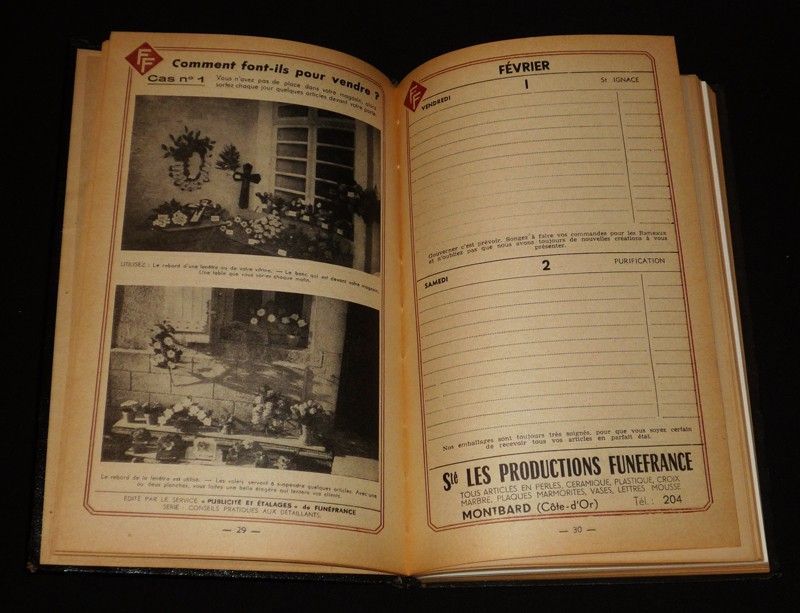 FF
Comment font-ils pour vendre ?
Cas nº 1
Vous n'avez pas de place dans votre magasin, alors
sortez chaque jour quelques articles devant votre porte.
UTILISEZ : Le rebord d'une fenêtre ou de votre vitrine. — Le banc qui est devant votre magasin.
Une table que vous sortez chaque matin.
Le rebord de la fenêtre est utilisé. — Les volets servent à suspendre quelques articles. Avec une
ou deux planches, vous faites une belle étagère qui tentera vos clients.
ÉDITÉ PAR LE SERVICE « PUBLICITÉ ET ÉTALAGES » de FUNÉFRANCE
SÉRIE : CONSEILS PRATIQUES AUX DÉTAILLANTS.
— 29 —
FF
FÉVRIER
VENDREDI
1
St IGNACE
Gouverner c'est prévoir. Songez à faire vos commandes pour les Rameaux
et n'oubliez pas que nous avons toujours de nouvelles créations à vous
présenter.
SAMEDI
2
PURIFICATION
Nos emballages sont toujours très soignés, pour que vous soyez certain
de recevoir tous vos articles en parfait état.
Sté LES PRODUCTIONS FUNEFRANCE
TOUS ARTICLES EN PERLES, CERAMIQUE, PLASTIQUE, CROIX
MARBRE, PLAQUES MARMORITES, VASES, LETTRES MOUSSE
MONTBARD (Côte-d'Or) Tél. : 204
— 30 —